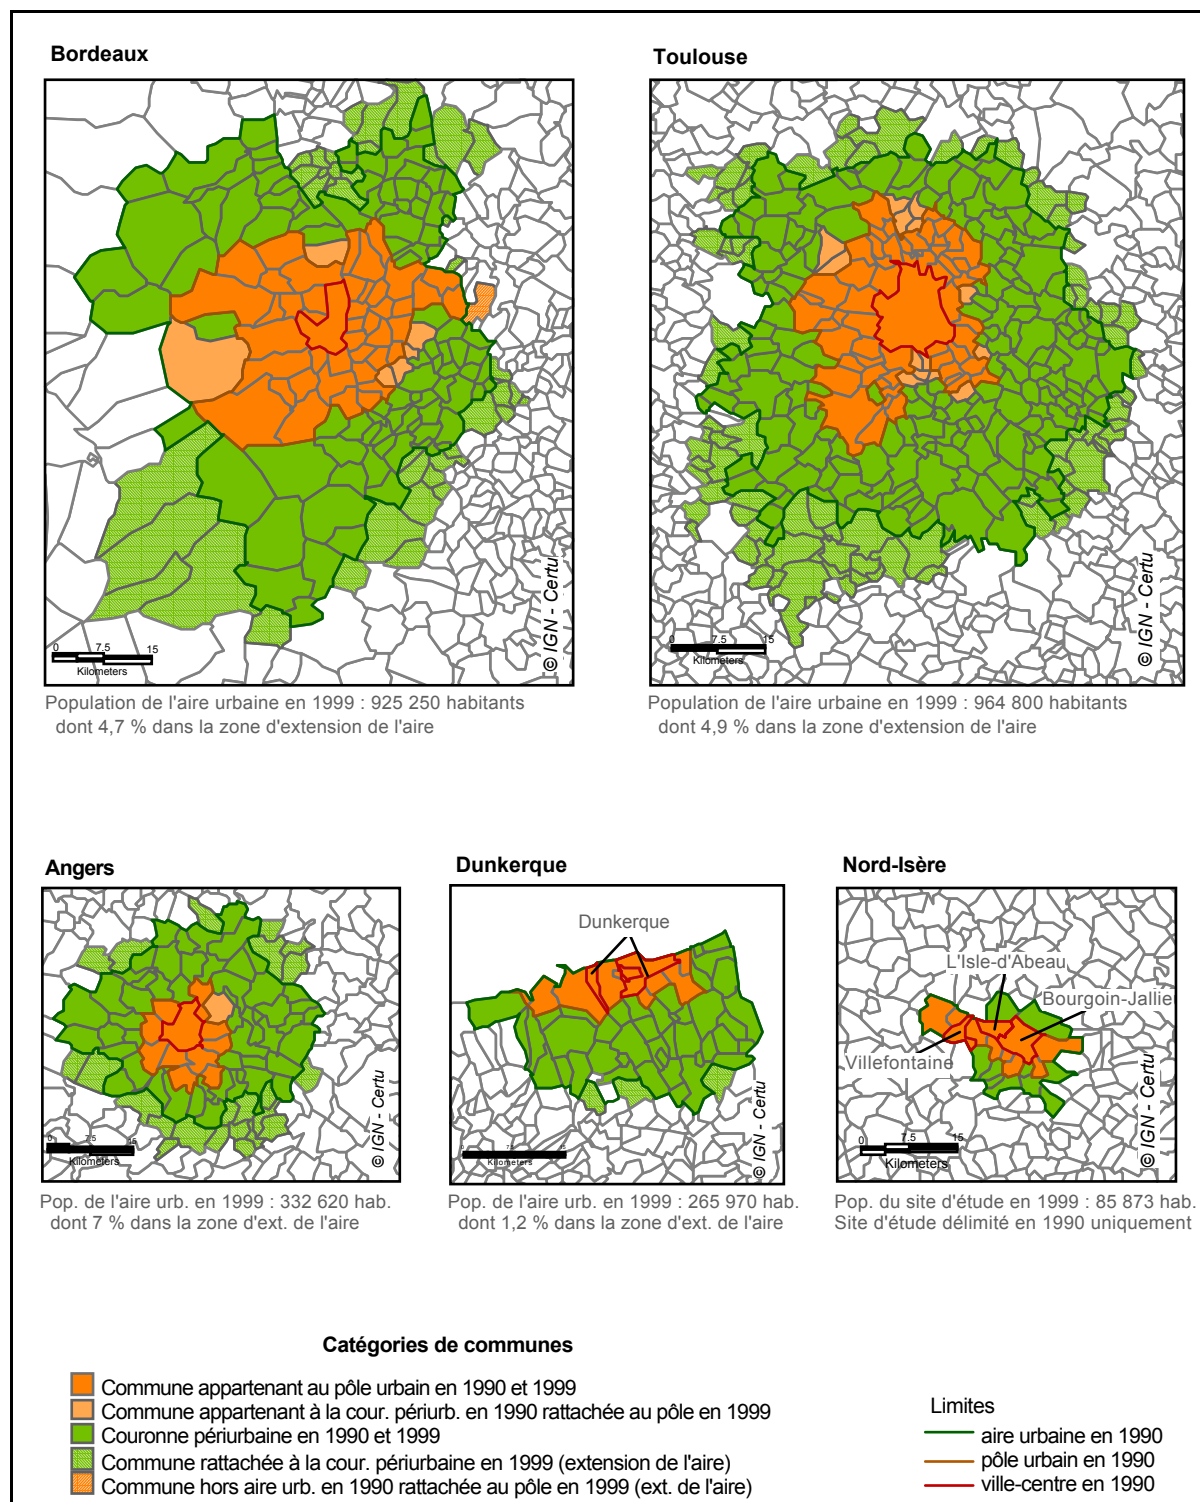 Bordeaux
Toulouse
0 7.5 15
Kilometers
© IGN - Certu
0 7.5 15
Kilometers
© IGN - Certu
Population de l'aire urbaine en 1999 : 925 250 habitants
dont 4,7 % dans la zone d'extension de l'aire
Population de l'aire urbaine en 1999 : 964 800 habitants
dont 4,9 % dans la zone d'extension de l'aire
Angers
Dunkerque
Nord-Isère
0 7.5 15
Kilometers
© IGN - Certu
Dunkerque
0 7.5 15
Kilometers
© IGN - Certu
L'Isle-d'Abeau
Bourgoin-Jallie
Villefontaine
0 7.5 15
Kilometers
© IGN - Certu
Pop. de l'aire urb. en 1999 : 332 620 hab.
dont 7 % dans la zone d'ext. de l'aire
Pop. de l'aire urb. en 1999 : 265 970 hab.
dont 1,2 % dans la zone d'ext. de l'aire
Pop. du site d'étude en 1999 : 85 873 hab.
Site d'étude délimité en 1990 uniquement
Catégories de communes
Commune appartenant au pôle urbain en 1990 et 1999
Commune appartenant à la cour. périurb. en 1990 rattachée au pôle en 1999
Couronne périurbaine en 1990 et 1999
Commune rattachée à la cour. périurbaine en 1999 (extension de l'aire)
Commune hors aire urb. en 1990 rattachée au pôle en 1999 (ext. de l'aire)
Limites
aire urbaine en 1990
pôle urbain en 1990
ville-centre en 1990